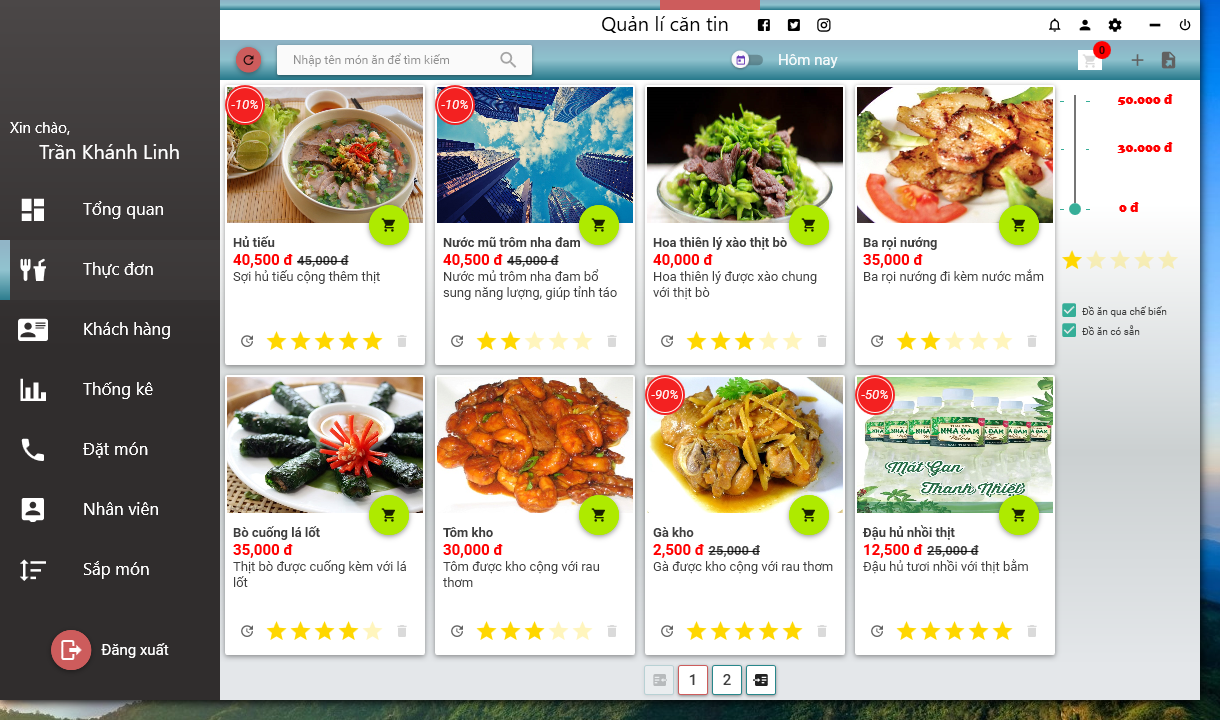 Quản lí căn tin
Nhập tên món ăn để tìm kiếm
Hôm nay
0
Xin chào,
Trần Khánh Linh
Tổng quan
Thực đơn
Khách hàng
Thống kê
Đặt món
Nhân viên
Sắp món
Đăng xuất
-10%
Hủ tiếu
40,500 đ 45,000 đ
Sợi hủ tiếu cộng thêm thịt
-10%
Nước mũ trôm nha đam
40,500 đ 45,000 đ
Nước mủ trôm nha đam bổ
sung năng lượng, giúp tỉnh táo
Hoa thiên lý xào thịt bò
40,000 đ
Hoa thiên lý được xào chung
với thịt bò
Ba rọi nướng
35,000 đ
Ba rọi nướng đi kèm nước mắm
Bò cuống lá lốt
35,000 đ
Thịt bò được cuống kèm với lá
lốt
Tôm kho
30,000 đ
Tôm được kho cộng với rau
thơm
-90%
Gà kho
2,500 đ 25,000 đ
Gà được kho cộng với rau thơm
-50%
NHA ĐAM
Mát Gan
Thanh Nhiệt
Đậu hủ nhồi thịt
12,500 đ 25,000 đ
Đậu hủ tươi nhồi với thịt bằm
50.000 đ
30.000 đ
0 đ
Đồ ăn qua chế biến
Đồ ăn có sẵn
1
2